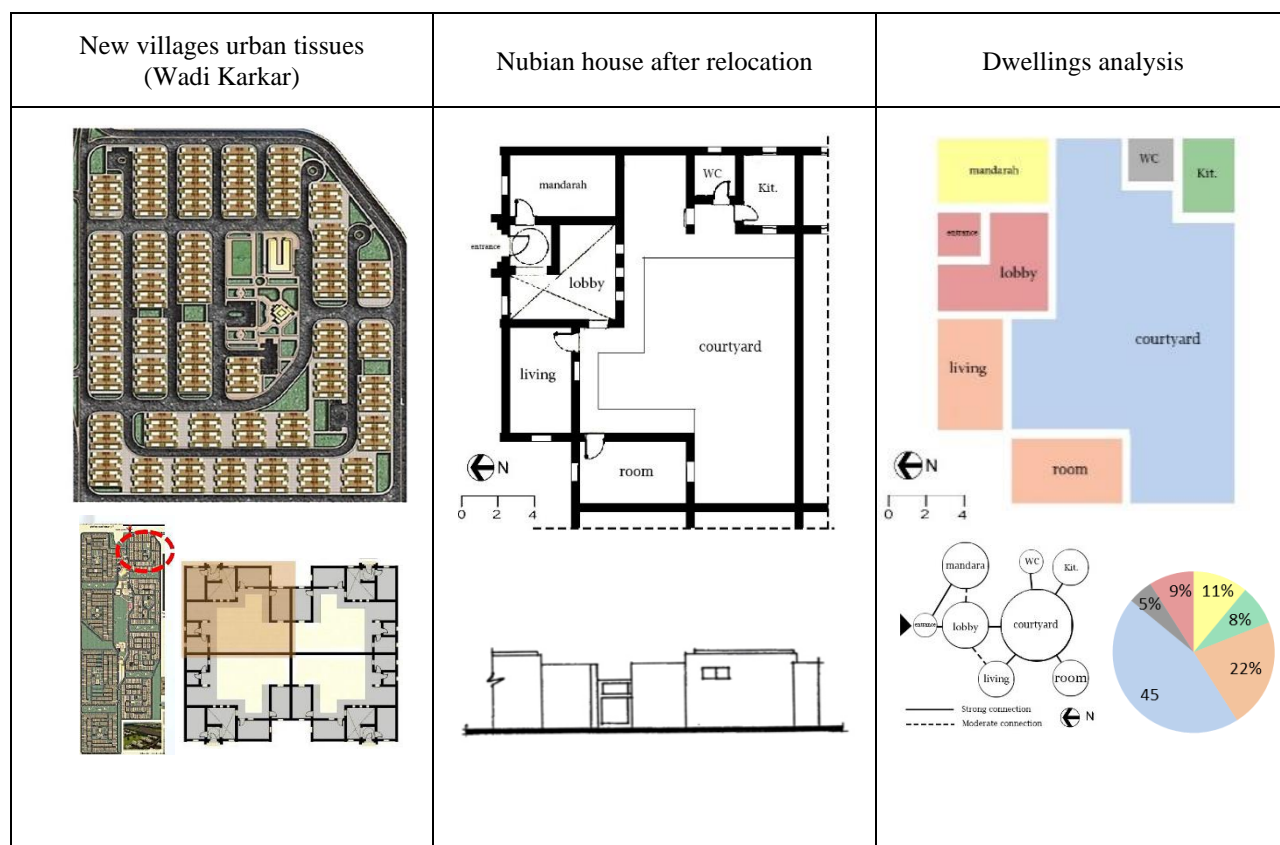 New villages urban tissues
(Wadi Karkar)
Nubian house after relocation
Dwellings analysis
mandarah
WC
Kit.
entrance
lobby
courtyard
living
room
N
0 2 4
mandarah
WC
Kit.
entrance
lobby
courtyard
living
room
N
0 2 4
mandara
WC
Kit.
entrance
lobby
courtyard
living
room
Strong connection
Moderate connection
N
9%
11%
5%
8%
22%
45